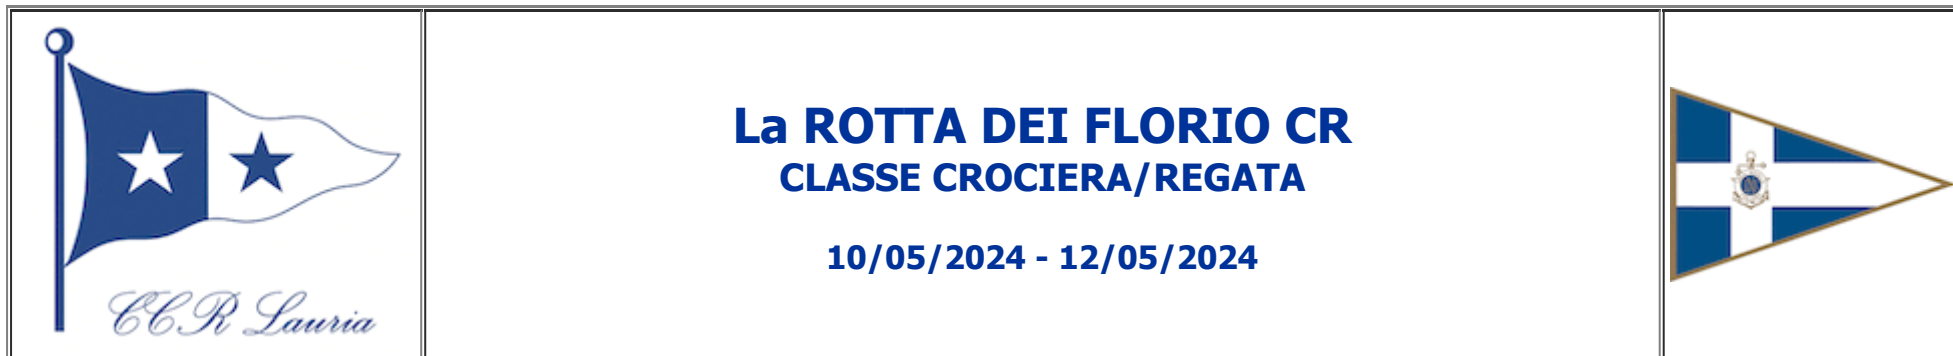 CCR Lauria
La ROTTA DEI FLORIO CR
CLASSE CROCIERA/REGATA
10/05/2024 - 12/05/2024